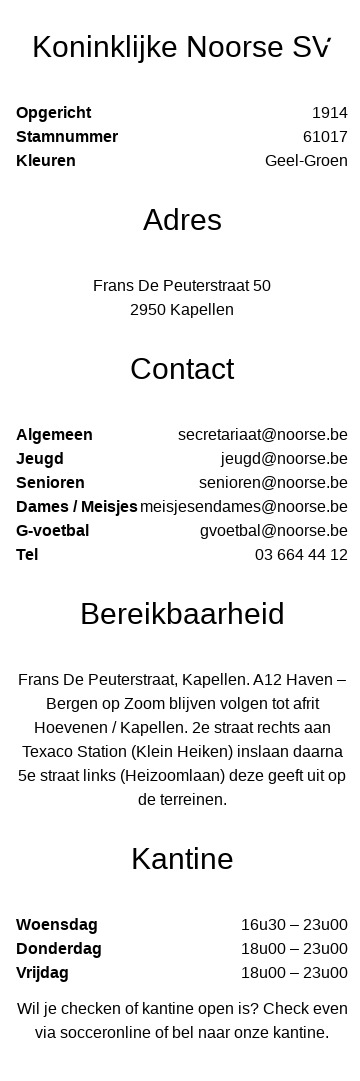 Koninklijke Noorse SV
Opgericht 1914
Stamnummer 61017
Kleuren Geel-Groen
Adres
Frans De Peuterstraat 50
2950 Kapellen
Contact
Algemeen secretariaat@noorse.be
Jeugd jeugd@noorse.be
Senioren senioren@noorse.be
Dames / Meisjes meisjesendames@noorse.be
G-voetbal gvoetbal@noorse.be
Tel 03 664 44 12
Bereikbaarheid
Frans De Peuterstraat, Kapellen. A12 Haven –
Bergen op Zoom blijven volgen tot afrit
Hoevenen / Kapellen. 2e straat rechts aan
Texaco Station (Klein Heiken) inslaan daarna
5e straat links (Heizoomlaan) deze geeft uit op
de terreinen.
Kantine
Woensdag 16u30 – 23u00
Donderdag 18u00 – 23u00
Vrijdag 18u00 – 23u00
Wil je checken of kantine open is? Check even
via socceronline of bel naar onze kantine.